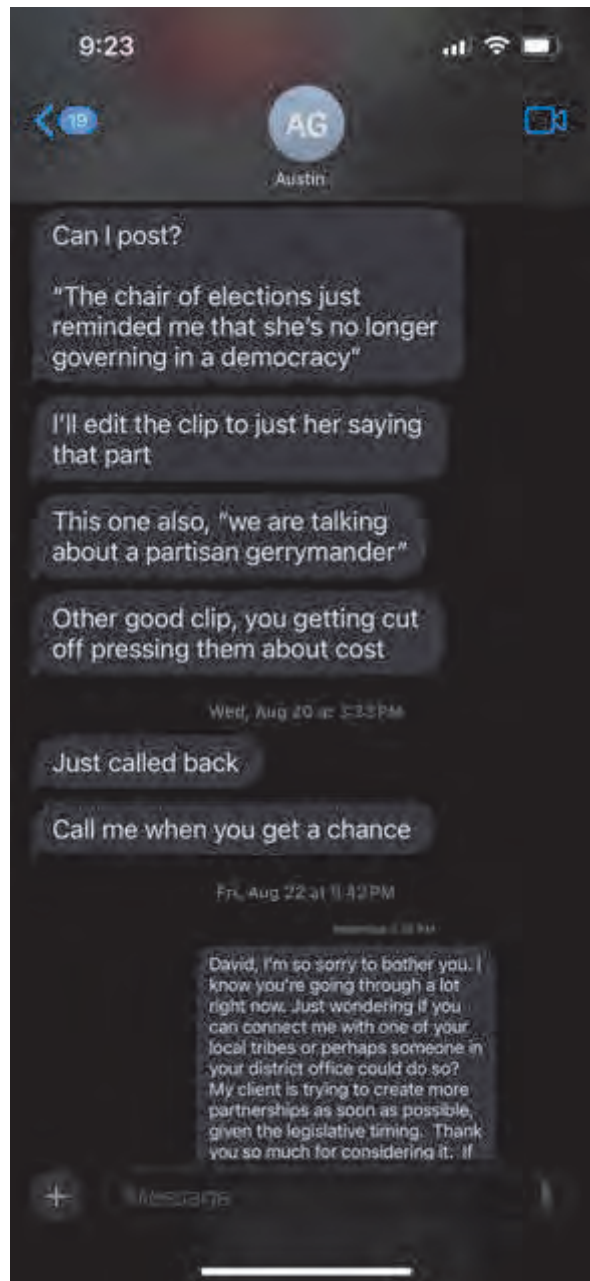 9:23
19
AG
Austin
Can I post?
"The chair of elections just
reminded me that she's no longer
governing in a democracy"
I'll edit the clip to just her saying
that part
This one also, "we are talking
about a partisan gerrymander"
Other good clip, you getting cut
off pressing them about cost
Wed, Aug 20 at 3:33 PM
Just called back
Call me when you get a chance
Fri, Aug 22 at
David, I'm so sorry to bother you. I
know you're going through a lot
right now. Just wondering if you
can connect me with one of your
local tribes or perhaps someone in
your district office could do so?
My client is trying to create more
partnerships as soon as possible,
given the legislative timing. Thank
you so much for considering it. If
Message